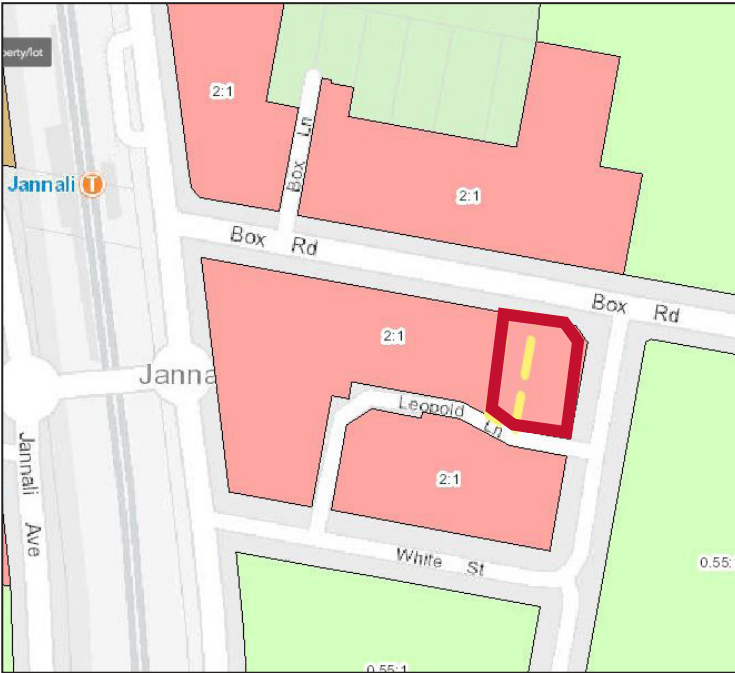 perty/lot
2:1
Box Ln
Jannali T
2:1
Box Rd
Box Rd
2:1
Janna
Leopold Ln
2:1
Jannali Ave
White St
0.55:
0.55:1